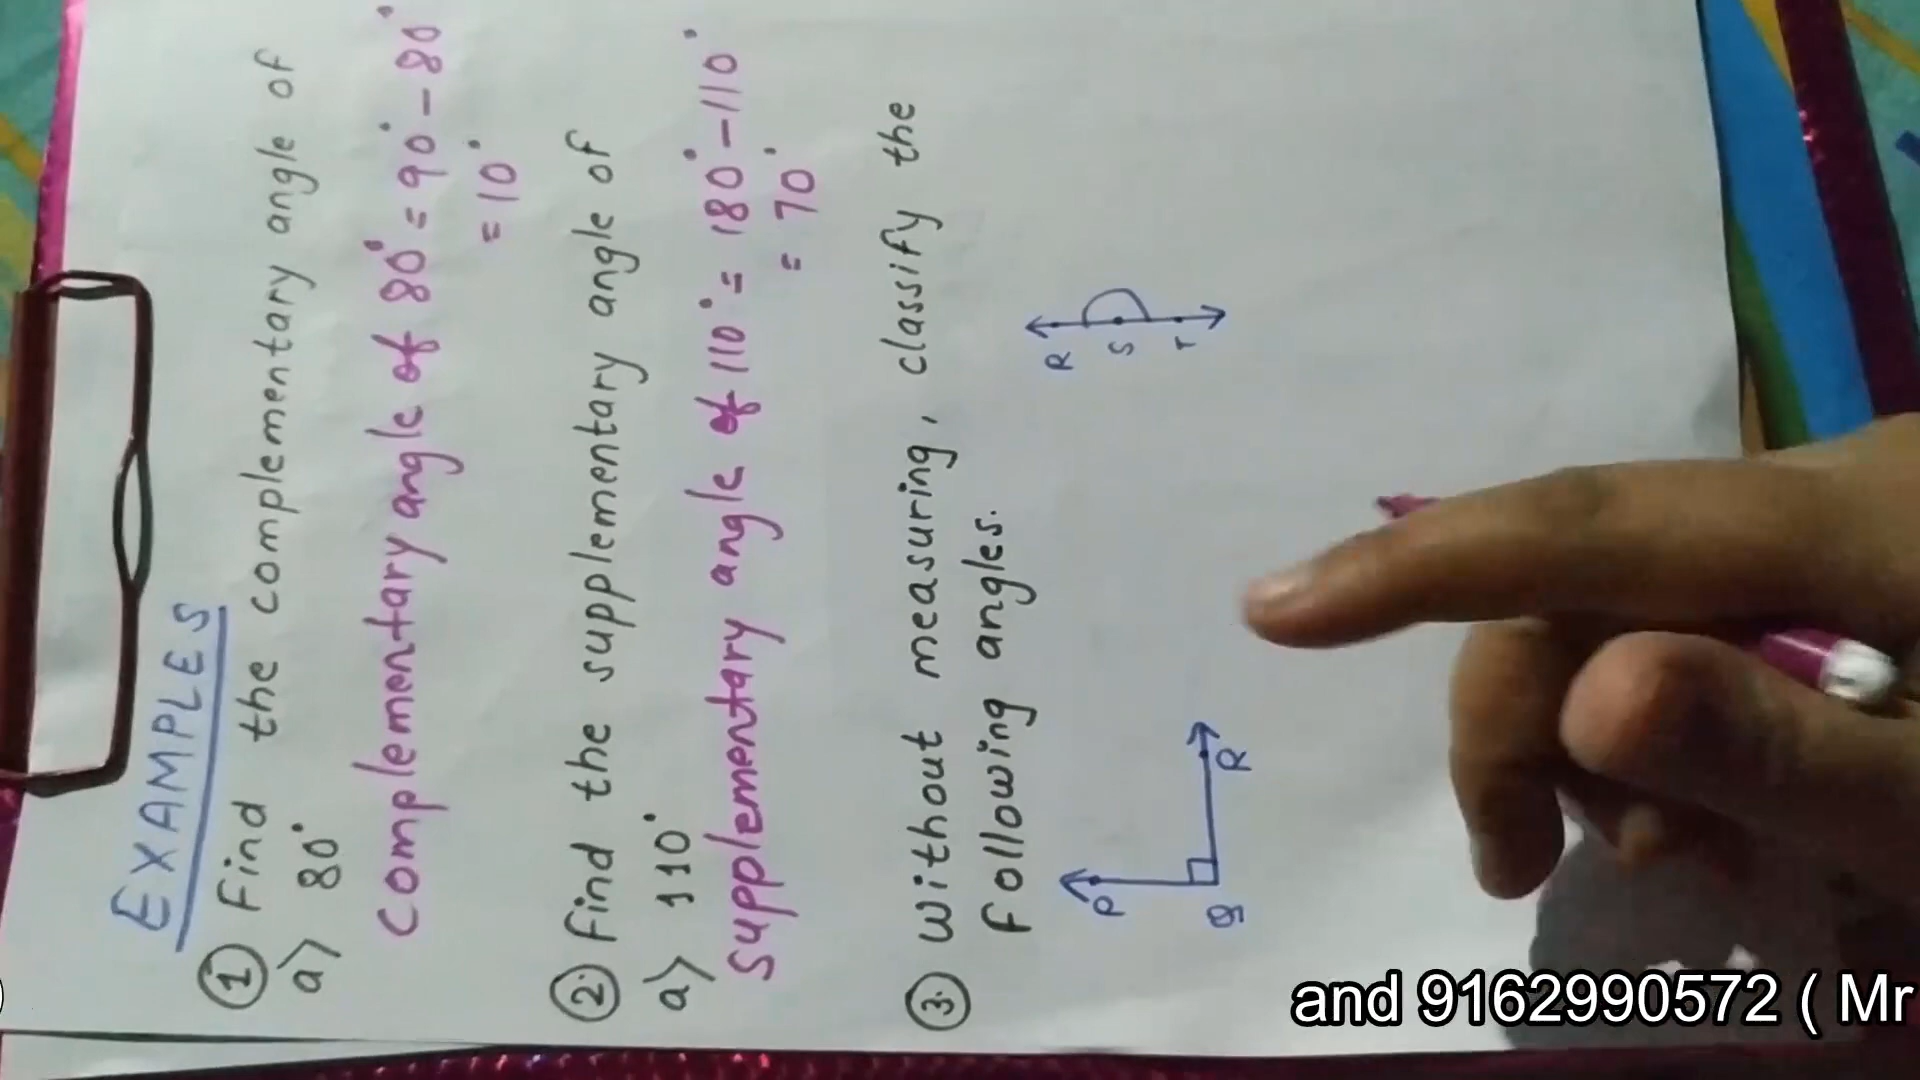 EXAMPLES
1 Find the complementary angle of
a) 80°
Complementary angle of 80° = 90° - 80°
= 10°
2. Find the supplementary angle of
a) 110°
Supplementary angle of 110° = 180° - 110°
= 70°
3. Without measuring, classify the
following angles.
P
Q R
R S T
and 9162990572 ( Mr